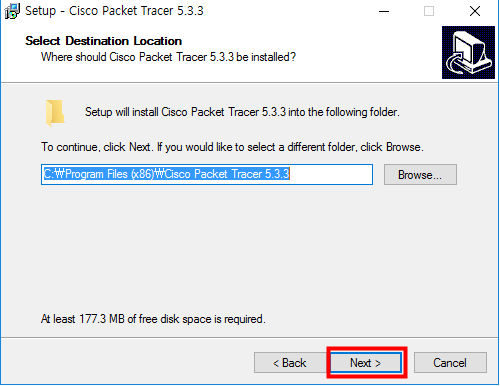 Setup - Cisco Packet Tracer 5.3.3
Select Destination Location
Where should Cisco Packet Tracer 5.3.3 be installed?
Setup will install Cisco Packet Tracer 5.3.3 into the following folder.
To continue, click Next. If you would like to select a different folder, click Browse.
C:₩Program Files (x86)₩Cisco Packet Tracer 5.3.3
Browse...
At least 177.3 MB of free disk space is required.
< Back
Next >
Cancel